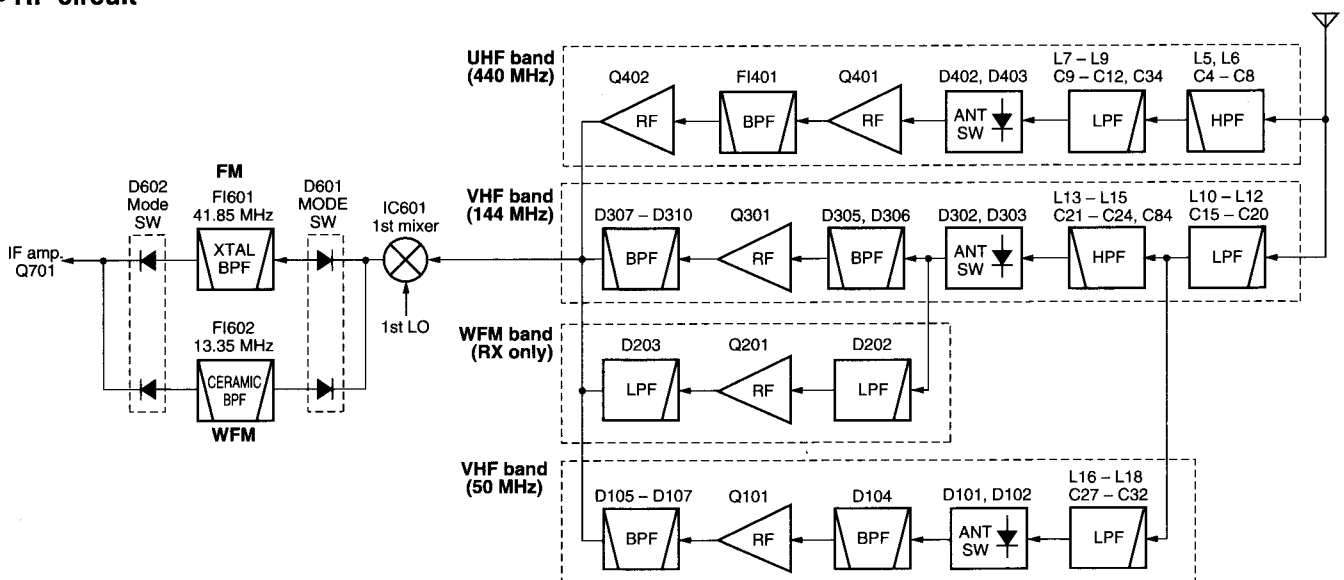 UHF band
(440 MHz)
Q402
RF
FI401
BPF
Q401
RF
D402, D403
ANT
SW
L7 – L9
C9 – C12, C34
LPF
L5, L6
C4 – C8
HPF
VHF band
(144 MHz)
D307 – D310
BPF
Q301
RF
D305, D306
BPF
D302, D303
ANT
SW
L13 – L15
C21 – C24, C84
HPF
L10 – L12
C15 – C20
LPF
FM
D602
Mode
SW
FI601
41.85 MHz
XTAL
BPF
D601
MODE
SW
IC601
1st mixer
1st LO
IF amp.
Q701
FI602
13.35 MHz
CERAMIC
BPF
WFM
WFM band
(RX only)
D203
LPF
Q201
RF
D202
LPF
VHF band
(50 MHz)
D105 – D107
BPF
Q101
RF
D104
BPF
D101, D102
ANT
SW
L16 – L18
C27 – C32
LPF